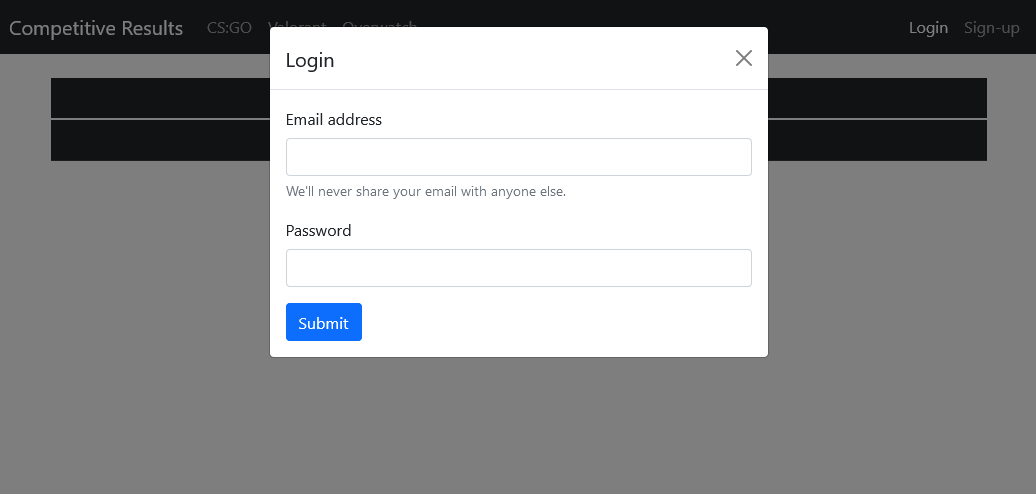 Competitive Results CS:GO Valorant Overwatch Login Sign-up
Login
Email address
We'll never share your email with anyone else.
Password
Submit